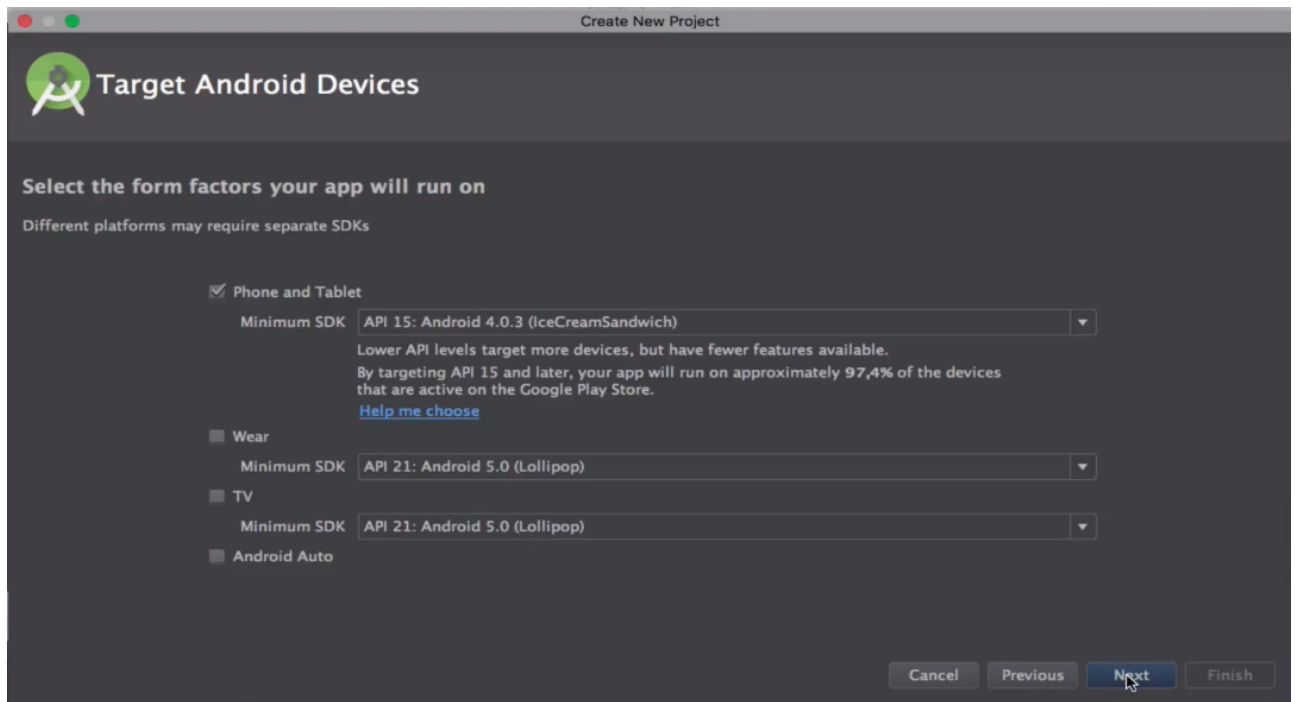 Create New Project
Target Android Devices
Select the form factors your app will run on
Different platforms may require separate SDKs
Phone and Tablet
Minimum SDK API 15: Android 4.0.3 (IceCreamSandwich)
Lower API levels target more devices, but have fewer features available.
By targeting API 15 and later, your app will run on approximately 97,4% of the devices
that are active on the Google Play Store.
Help me choose
Wear
Minimum SDK API 21: Android 5.0 (Lollipop)
TV
Minimum SDK API 21: Android 5.0 (Lollipop)
Android Auto
Cancel Previous Next Finish